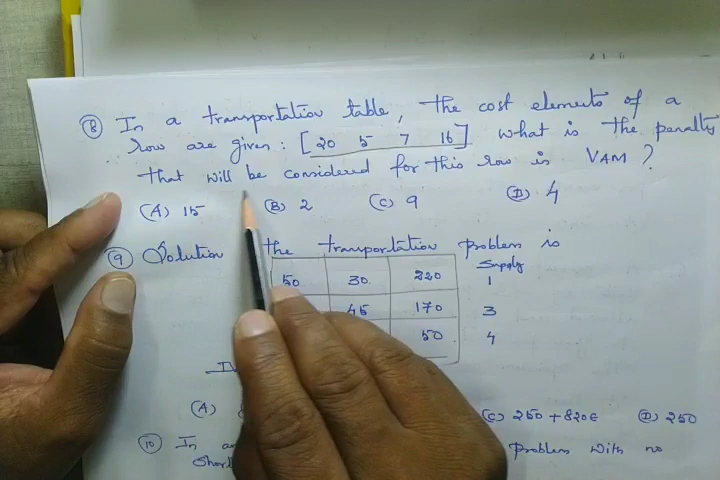 ⑧ In a transportation table, the cost elements of a
row are given: [20 5 7 16] what is the penalty
that will be considered for this row in VAM?
(A) 15 (B) 2 (C) 9 (D) 4
⑨ Solution the transportation problem is
Supply
50 30 220 1
45 170 3
50 4
(A) (C) 250 + 820ε (D) 250
⑩ In problem with no